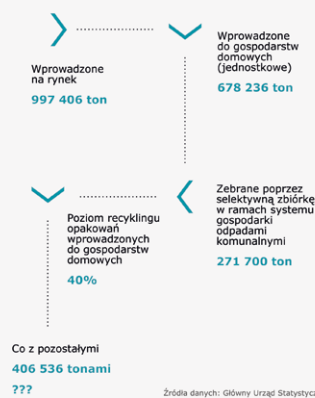 Wprowadzone
na rynek
997 406 ton
Wprowadzone
do gospodarstw
domowych
(jednostkowe)
678 236 ton
Zebrane poprzez
selektywną zbiórkę
w ramach systemu
gospodarki
odpadami
komunalnymi
271 700 ton
Poziom recyklingu
opakowań
wprowadzonych
do gospodarstw
domowych
40%
Co z pozostałymi
406 536 tonami
???
Źródła danych: Główny Urząd Statystycz